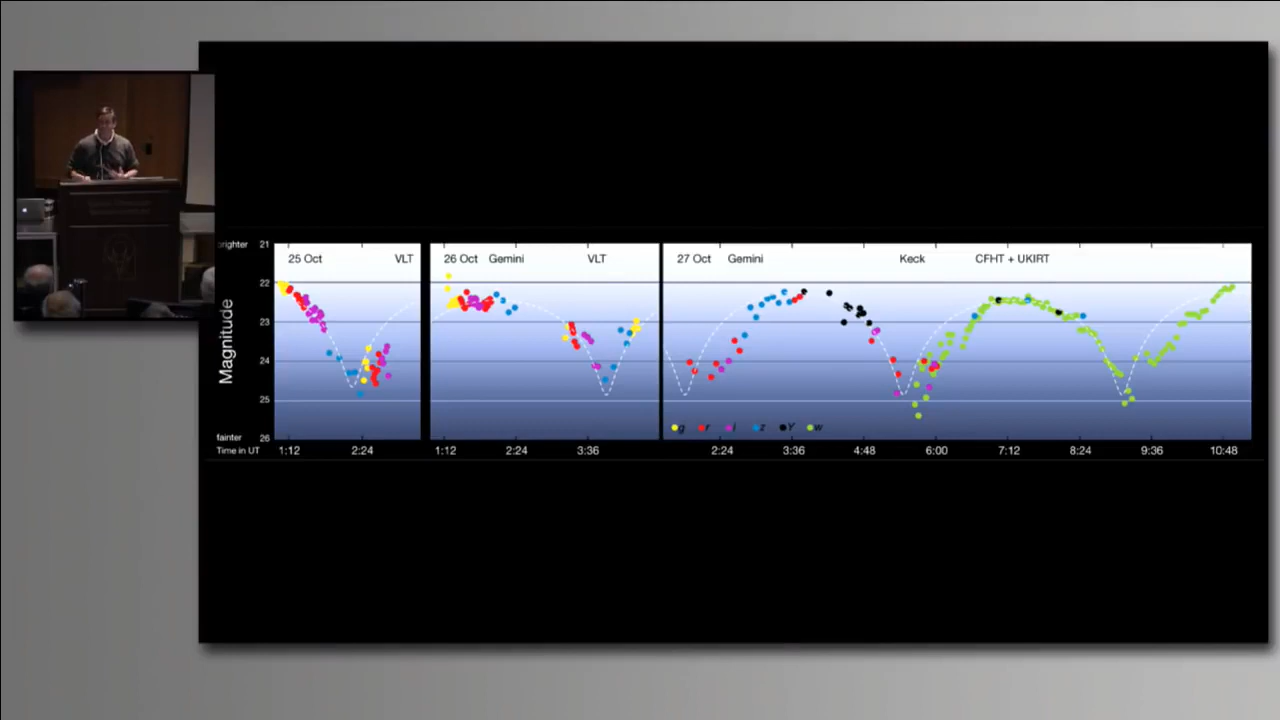 brighter
21
22
23
24
25
26
Magnitude
fainter
Time in UT
25 Oct VLT
26 Oct Gemini VLT
27 Oct Gemini Keck CFHT + UKIRT
g r i z Y w
1:12 2:24
1:12 2:24 3:36
2:24 3:36 4:48 6:00 7:12 8:24 9:36 10:48